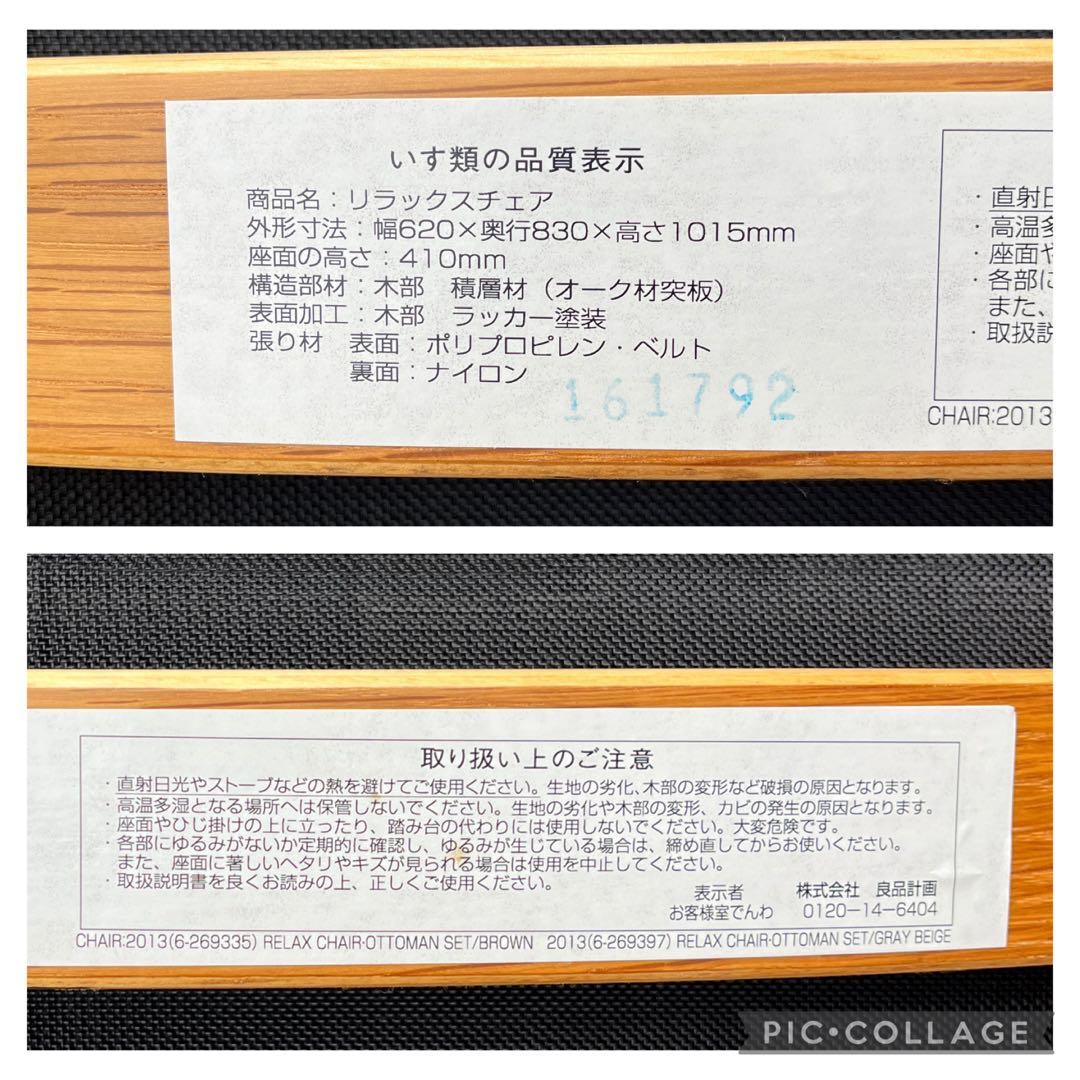 いす類の品質表示
商品名：リラックスチェア
外形寸法：幅620×奥行830×高さ1015mm
座面の高さ：410mm
構造部材：木部　積層材（オーク材突板）
表面加工：木部　ラッカー塗装
張り材　表面：ポリプロピレン・ベルト
裏面：ナイロン
161792
・直射日
・高温多
・座面や
・各部に
また、
・取扱説
CHAIR:2013
取り扱い上のご注意
・直射日光やストーブなどの熱を避けてご使用ください。生地の劣化、木部の変形など破損の原因となります。
・高温多湿となる場所へは保管しないでください。生地の劣化や木部の変形、カビの発生の原因となります。
・座面やひじ掛けの上に立ったり、踏み台の代わりには使用しないでください。大変危険です。
・各部にゆるみがないか定期的に確認し、ゆるみが生じている場合は、締め直してからお使いください。
また、座面に著しいヘタリやキズが見られる場合は使用を中止してください。
・取扱説明書を良くお読みの上、正しくご使用ください。
表示者　株式会社　良品計画
お客様室でんわ　0120-14-6404
CHAIR:2013(6-269335) RELAX CHAIR·OTTOMAN SET/BROWN 2013(6-269397) RELAX CHAIR·OTTOMAN SET/GRAY BEIGE
PIC•COLLAGE